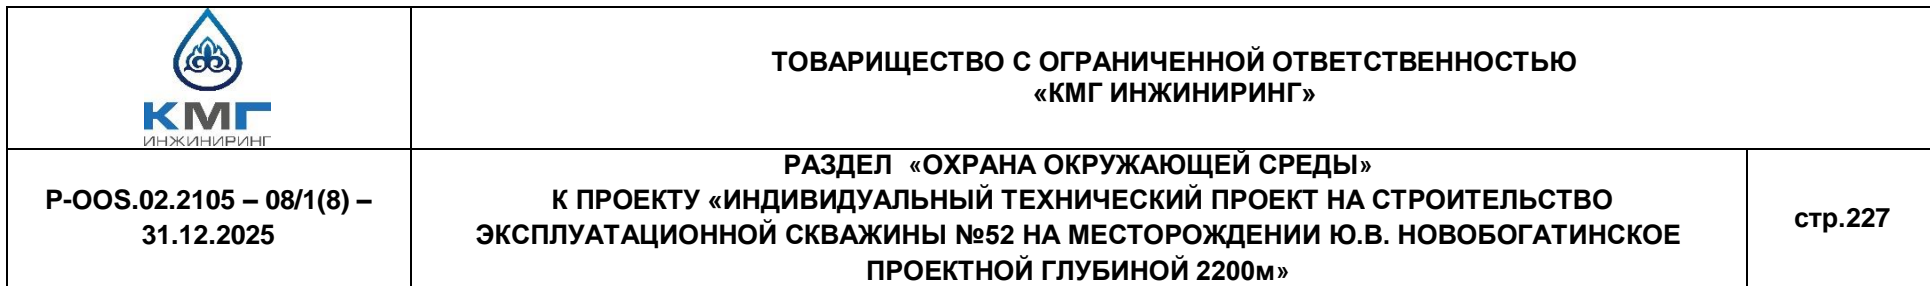 КМГ
ИНЖИНИРИНГ
ТОВАРИЩЕСТВО С ОГРАНИЧЕННОЙ ОТВЕТСТВЕННОСТЬЮ
«КМГ ИНЖИНИРИНГ»
P-OOS.02.2105 – 08/1(8) –
31.12.2025
РАЗДЕЛ «ОХРАНА ОКРУЖАЮЩЕЙ СРЕДЫ»
К ПРОЕКТУ «ИНДИВИДУАЛЬНЫЙ ТЕХНИЧЕСКИЙ ПРОЕКТ НА СТРОИТЕЛЬСТВО
ЭКСПЛУАТАЦИОННОЙ СКВАЖИНЫ №52 НА МЕСТОРОЖДЕНИИ Ю.В. НОВОБОГАТИНСКОЕ
ПРОЕКТНОЙ ГЛУБИНОЙ 2200м»
стр.227